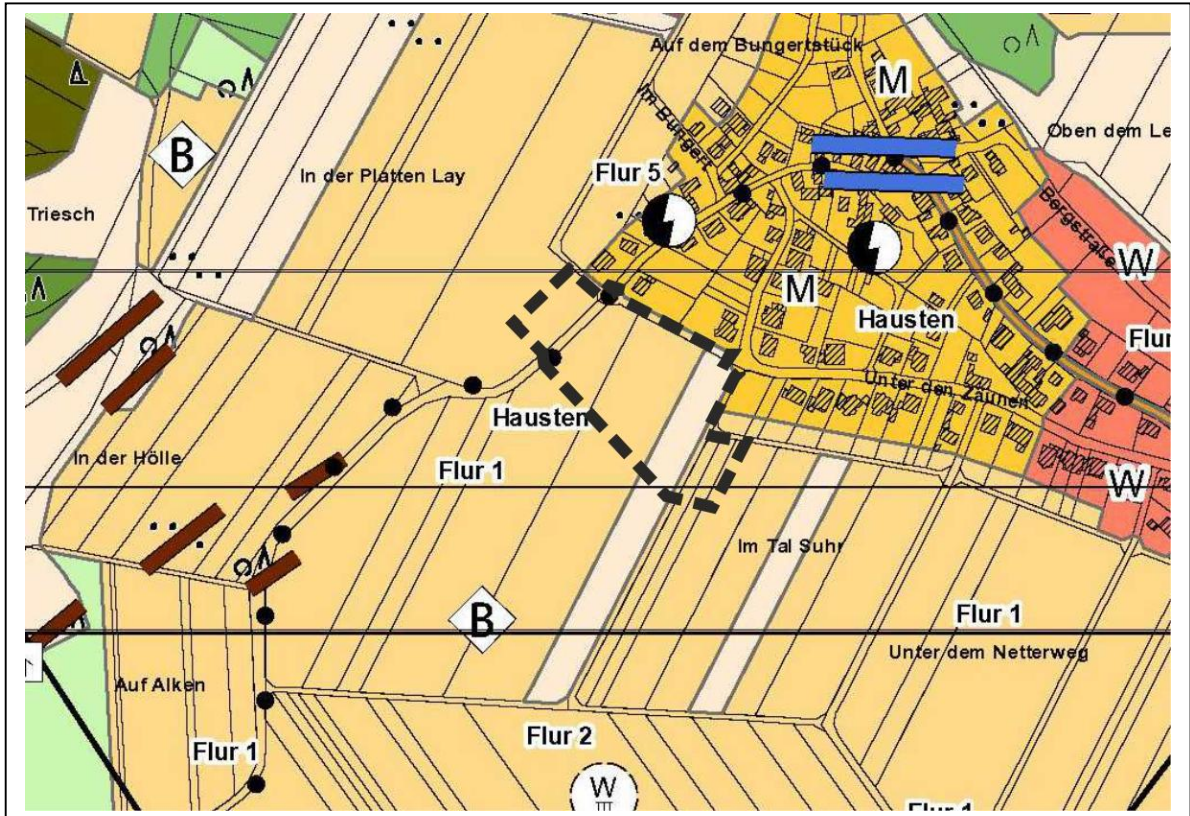 Auf dem Bungertstück
M
B
Oben dem Le
In der Platten Lay
Im Bungert
Flur 5
Triesch
Bergstraße
W
M
Hausten
Flur
Unter den Zäunen
Hausten
In der Hölle
Flur 1
W
Im Tal Suhr
B
Flur 1
Unter dem Netterweg
Auf Alken
Flur 2
Flur 1
W
III
Flur 1